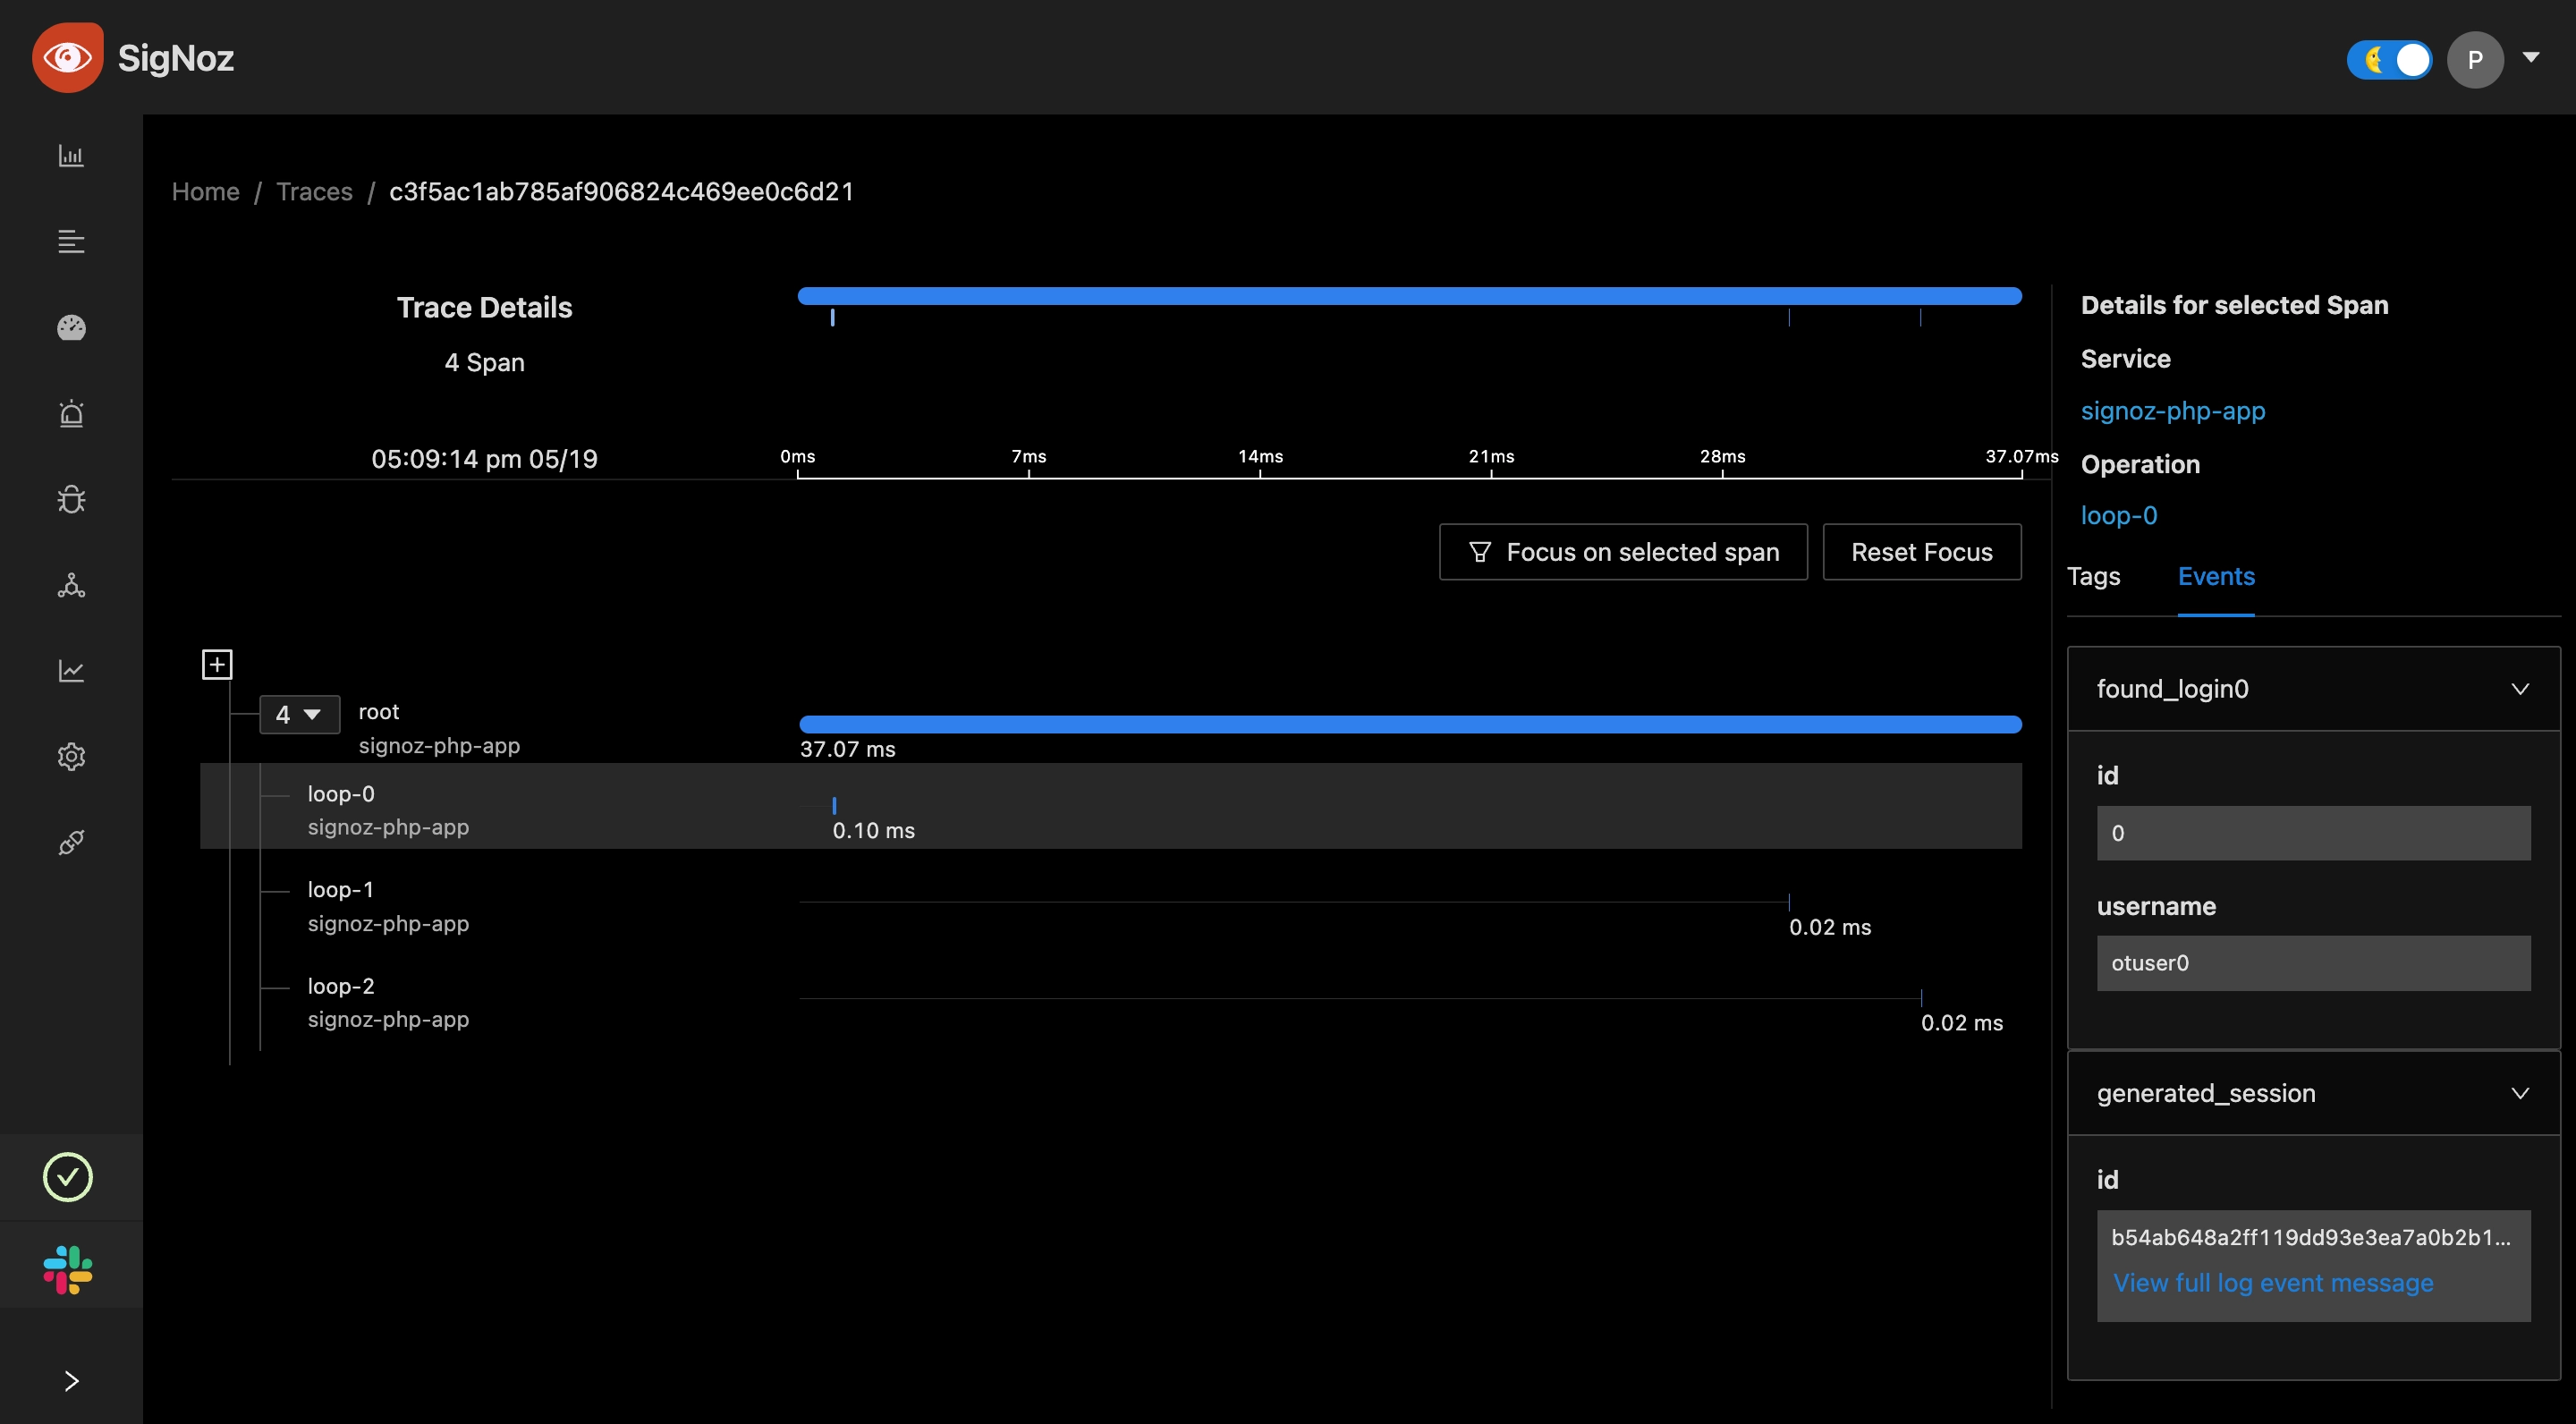 SigNoz
P
Home / Traces / c3f5ac1ab785af906824c469ee0c6d21
Trace Details
4 Span
05:09:14 pm 05/19
0ms 7ms 14ms 21ms 28ms 37.07ms
Focus on selected span
Reset Focus
4 root
signoz-php-app
37.07 ms
loop-0
signoz-php-app
0.10 ms
loop-1
signoz-php-app
0.02 ms
loop-2
signoz-php-app
0.02 ms
Details for selected Span
Service
signoz-php-app
Operation
loop-0
Tags Events
found_login0
id
0
username
otuser0
generated_session
id
b54ab648a2ff119dd93e3ea7a0b2b1...
View full log event message